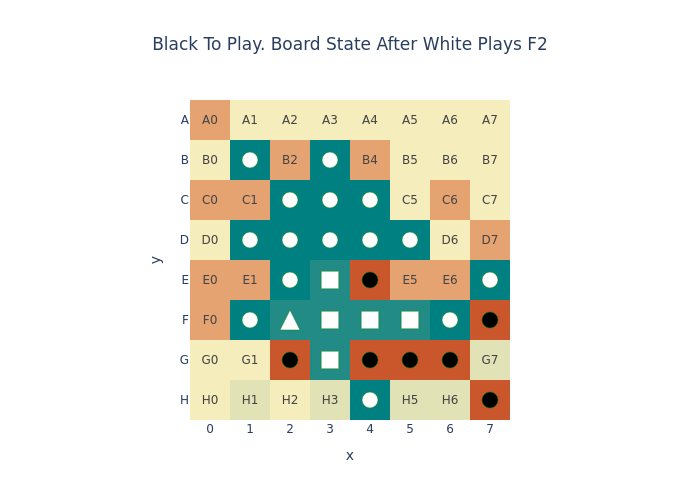 Black To Play. Board State After White Plays F2
A A0 A1 A2 A3 A4 A5 A6 A7
B B0 B2 B4 B5 B6 B7
C C0 C1 C5 C6 C7
D D0 D6 D7
y
E E0 E1 E5 E6
F F0
G G0 G1 G7
H H0 H1 H2 H3 H5 H6
0 1 2 3 4 5 6 7
x